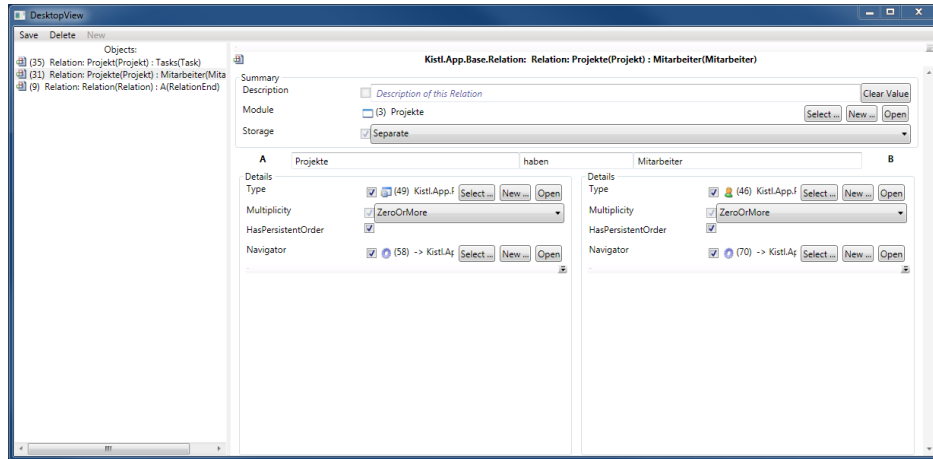 DesktopView
Save Delete New
Objects:
(35) Relation: Projekt(Projekt) : Tasks(Task)
(31) Relation: Projekte(Projekt) : Mitarbeiter(Mita
(9) Relation: Relation(Relation) : A(RelationEnd)
Kistl.App.Base.Relation: Relation: Projekte(Projekt) : Mitarbeiter(Mitarbeiter)
Summary
Description Description of this Relation Clear Value
Module (3) Projekte Select ... New ... Open
Storage Separate
A Projekte haben Mitarbeiter B
Details
Type (49) Kistl.App.F Select ... New ... Open
Multiplicity ZeroOrMore
HasPersistentOrder
Navigator (58) -> Kistl.Ap Select ... New ... Open
Details
Type (46) Kistl.App.F Select ... New ... Open
Multiplicity ZeroOrMore
HasPersistentOrder
Navigator (70) -> Kistl.Ap Select ... New ... Open